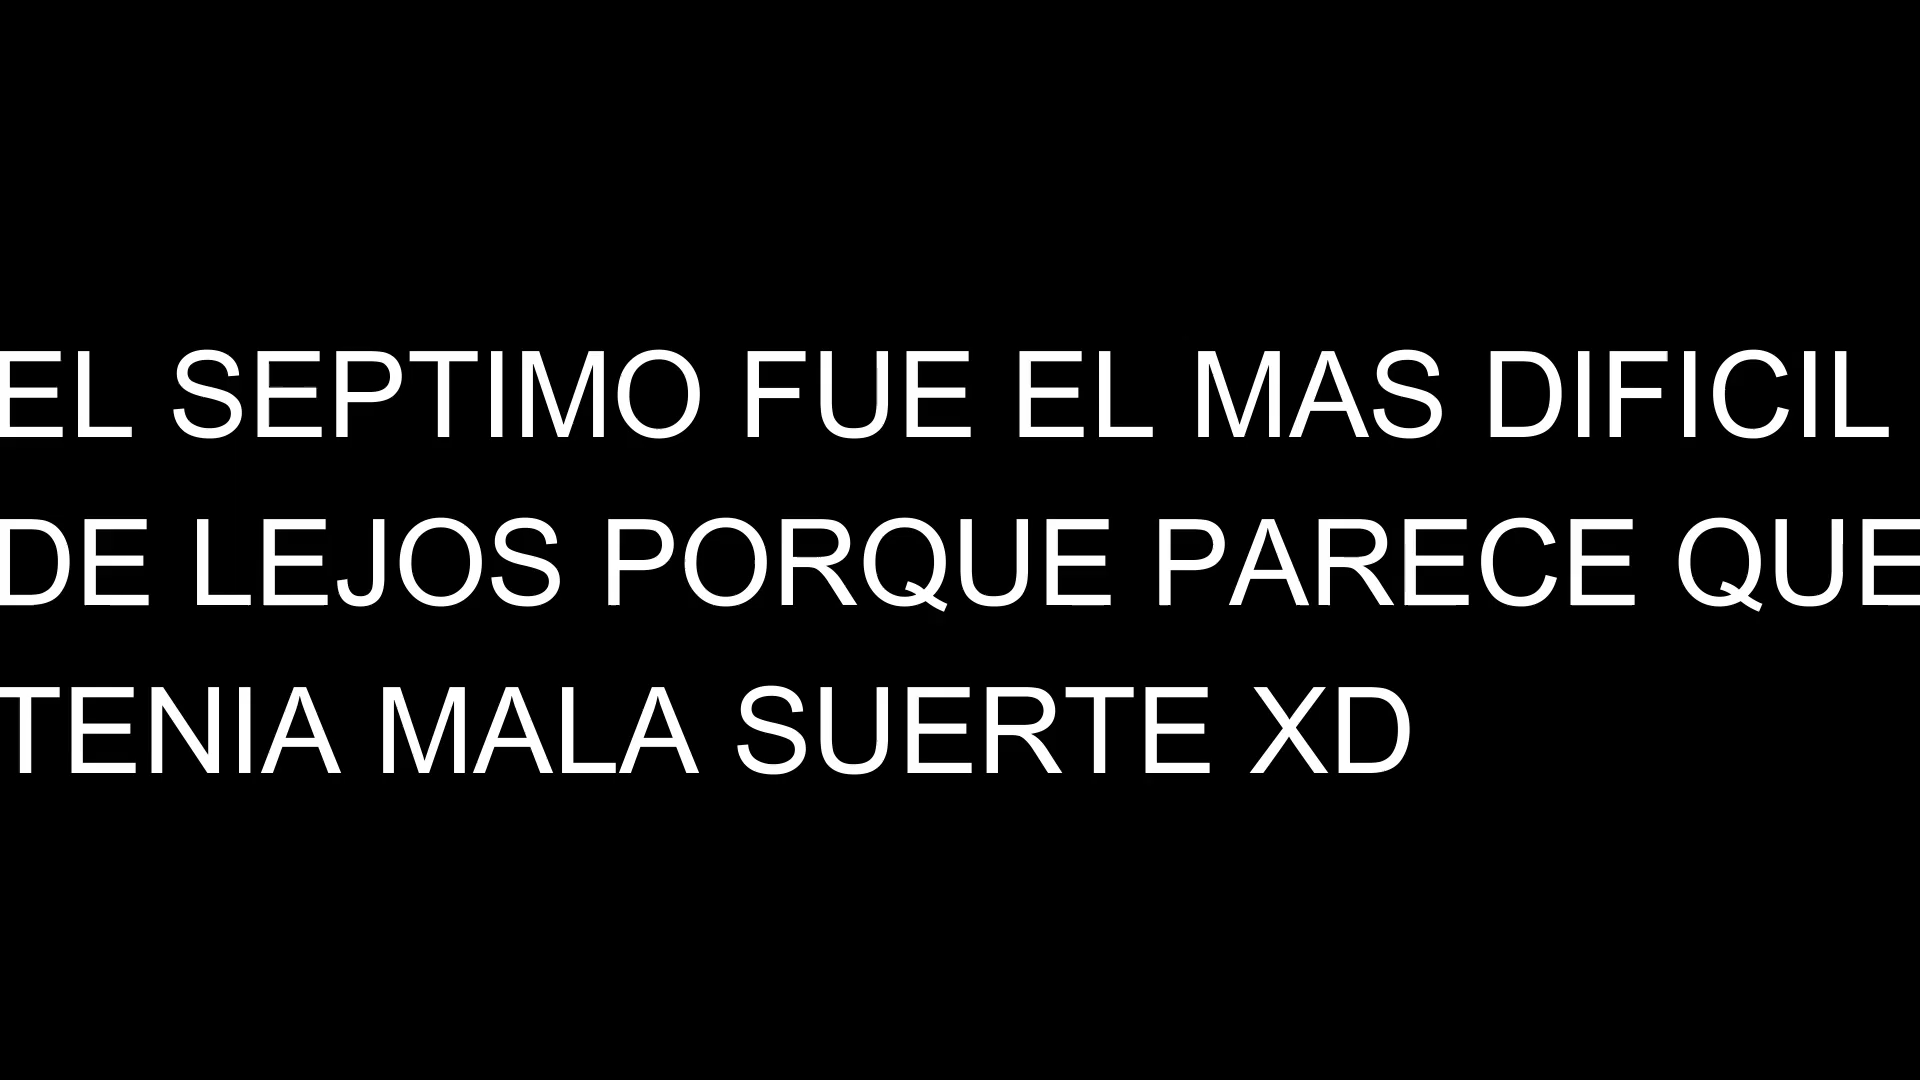 EL SEPTIMO FUE EL MAS DIFICIL
DE LEJOS PORQUE PARECE QUE
TENIA MALA SUERTE XD